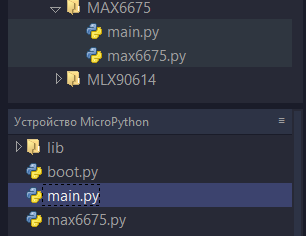 MAX6675
main.py
max6675.py
MLX90614
Устройство MicroPython
lib
boot.py
main.py
max6675.py